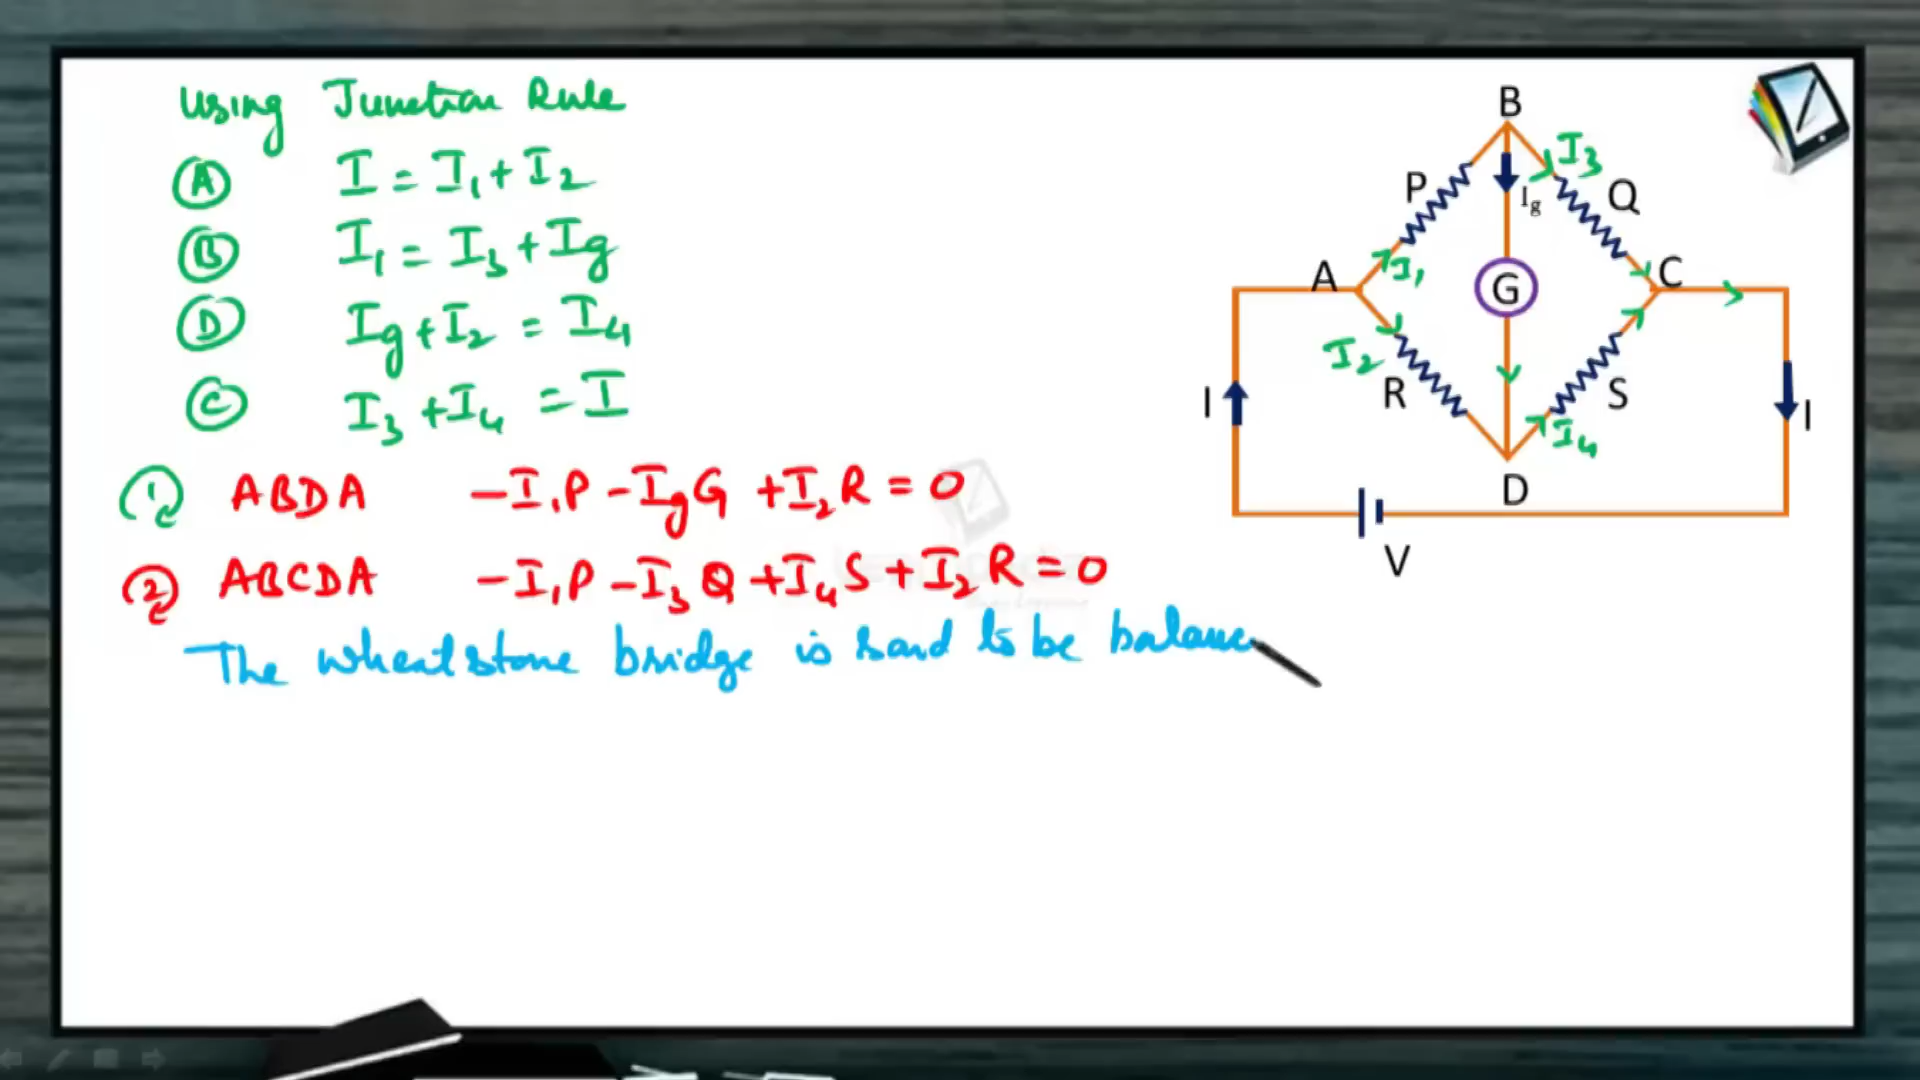 Using Junction Rule
A I = I₁ + I₂
B I₁ = I₃ + Ig
D Ig + I₂ = I₄
C I₃ + I₄ = I
1 ABDA -I₁P - IgG + I₂R = 0
2 ABCDA -I₁P - I₃Q + I₄S + I₂R = 0
The wheatstone bridge is said to be balance
B
I₃
P
Q
Ig
A
I₁
G
C
I₂
R
S
I
I
I₄
D
V